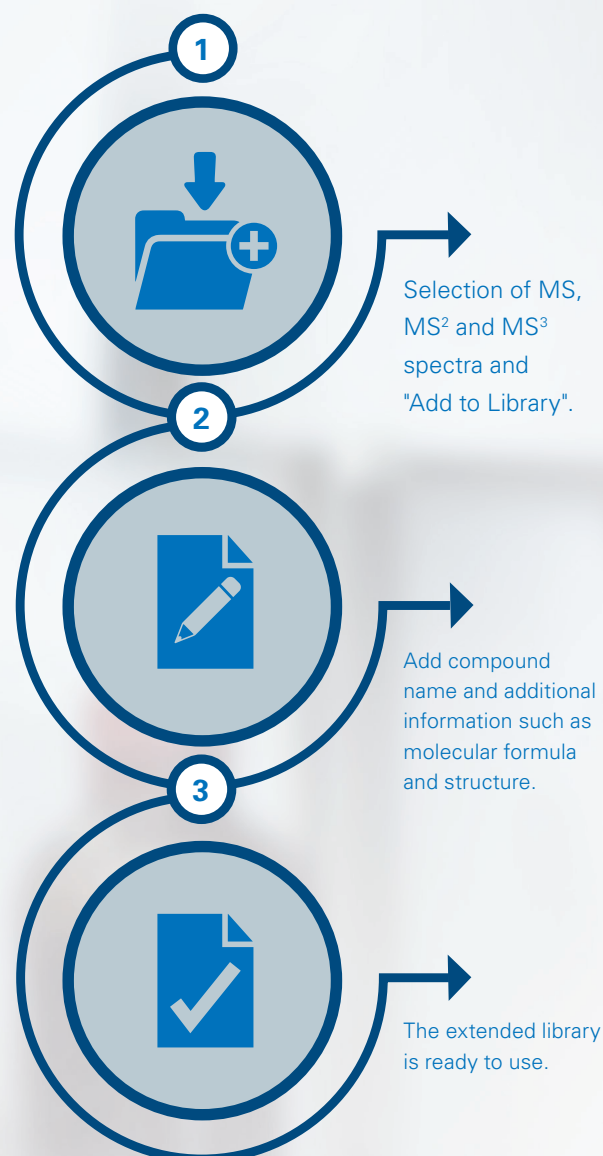 1
Selection of MS,
MS² and MS³
spectra and
"Add to Library".
2
Add compound
name and additional
information such as
molecular formula
and structure.
3
The extended library
is ready to use.